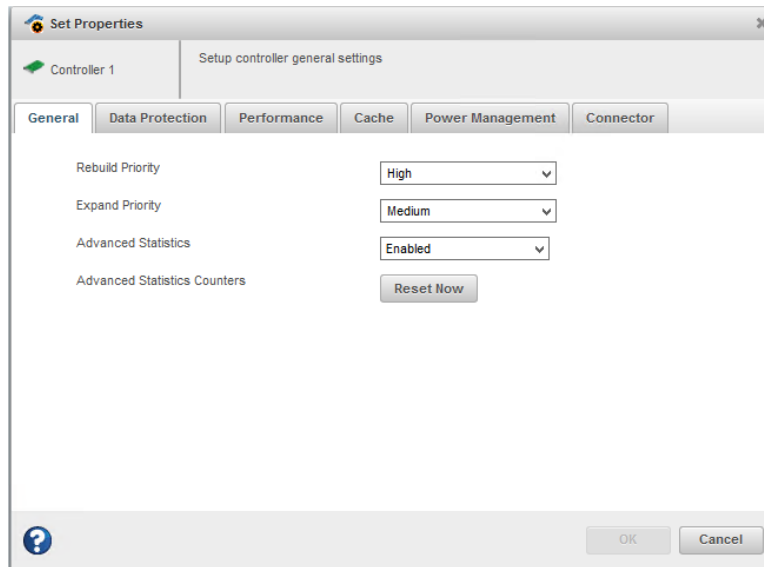 Set Properties
Controller 1
Setup controller general settings
General Data Protection Performance Cache Power Management Connector
Rebuild Priority High
Expand Priority Medium
Advanced Statistics Enabled
Advanced Statistics Counters Reset Now
? OK Cancel